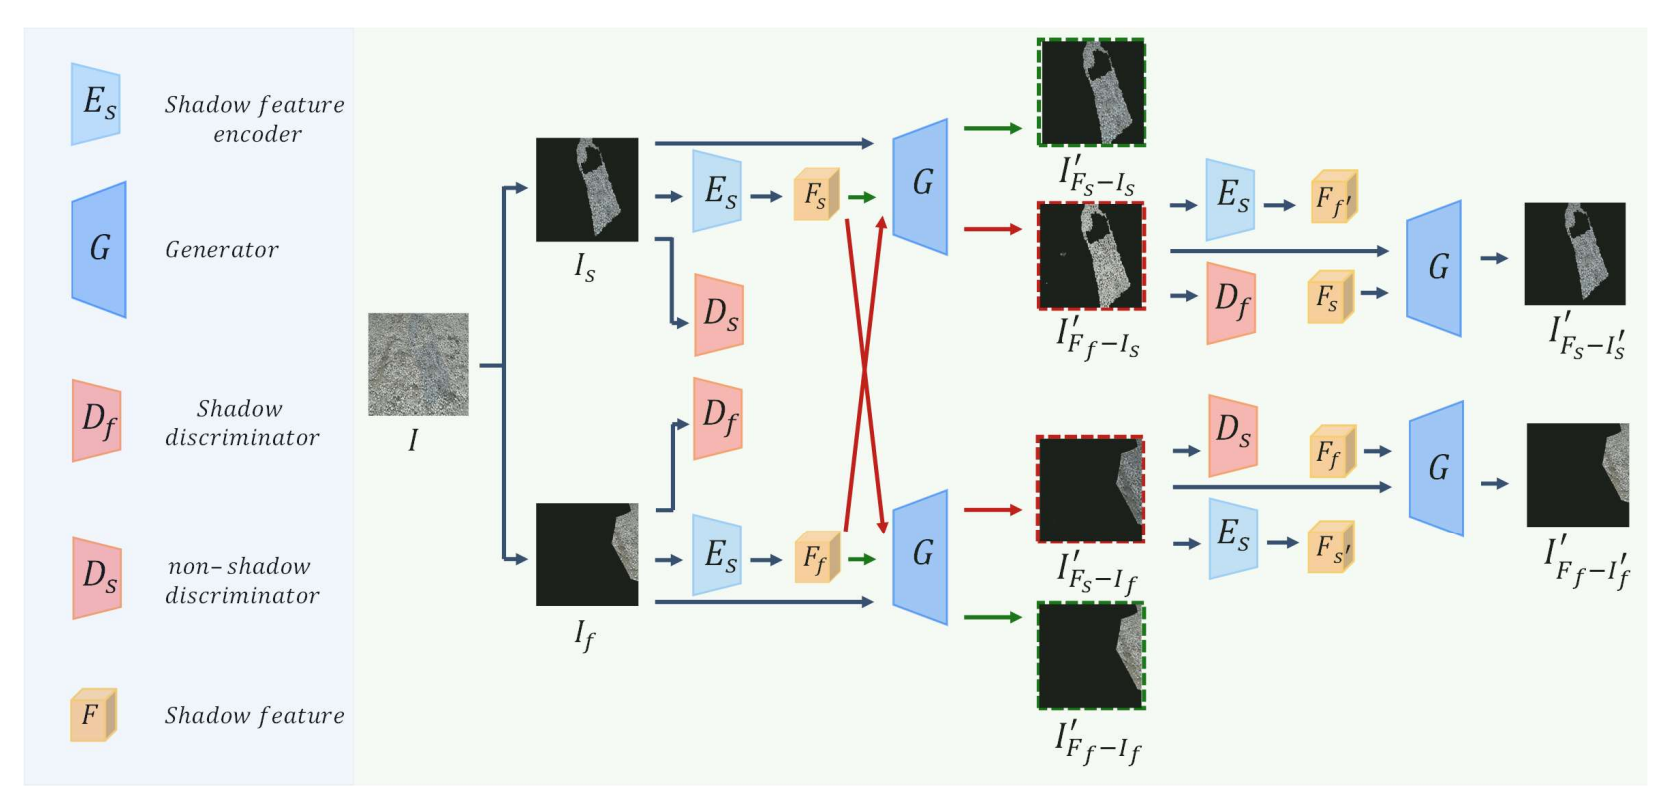 E_s
Shadow feature
encoder
G
Generator
D_f
Shadow
discriminator
D_s
non-shadow
discriminator
F
Shadow feature
I
I_s
E_s
F_s
G
D_s
D_f
I_f
E_s
F_f
G
I'_{F_s-I_s}
I'_{F_f-I_s}
E_s
F_{f'}
D_f
F_s
G
I'_{F_s-I'_s}
I'_{F_s-I_f}
I'_{F_f-I_f}
D_s
F_f
E_s
F_{s'}
G
I'_{F_f-I'_f}